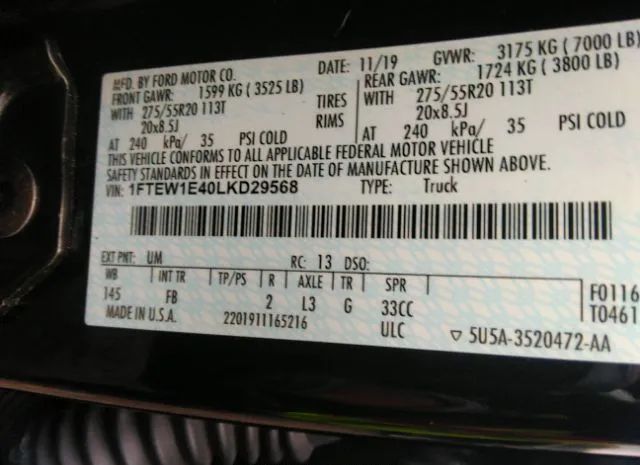 MFD. BY FORD MOTOR CO. DATE: 11/19 GVWR: 3175 KG ( 7000 LB)
FRONT GAWR: 1599 KG ( 3525 LB) REAR GAWR: 1724 KG ( 3800 LB)
WITH 275/55R20 113T TIRES WITH 275/55R20 113T
20x8.5J RIMS 20x8.5J
AT 240 kPa/ 35 PSI COLD AT 240 kPa/ 35 PSI COLD
THIS VEHICLE CONFORMS TO ALL APPLICABLE FEDERAL MOTOR VEHICLE
SAFETY STANDARDS IN EFFECT ON THE DATE OF MANUFACTURE SHOWN ABOVE.
VIN: 1FTEW1E40LKD29568 TYPE: Truck
EXT PNT: UM RC: 13 DSO:
WB INT TR TP/PS R AXLE TR SPR
145 FB 2 L3 G 33CC F0116
MADE IN U.S.A. 2201911165216 ULC T0461
▽ 5U5A-3520472-AA